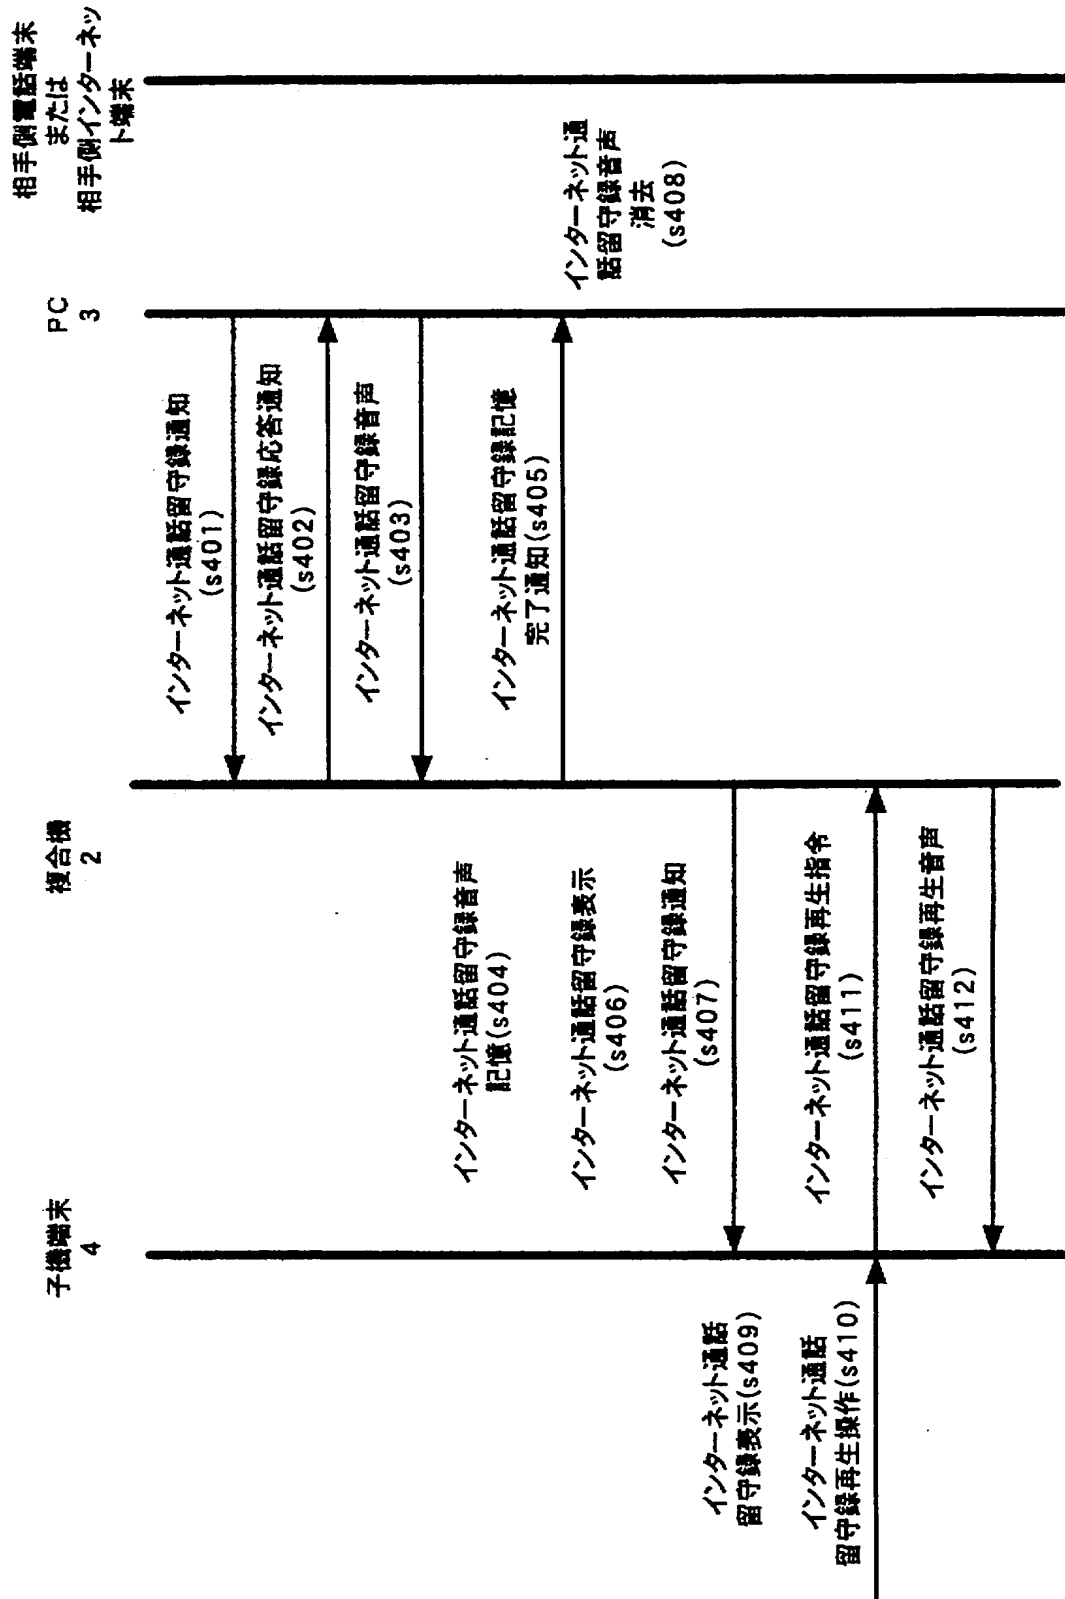 子機端末
4
複合機
2
PC
3
相手側電話端末
または
相手側インターネッ
ト端末
インターネット通話留守録通知
(s401)
インターネット通話留守録応答通知
(s402)
インターネット通話留守録音声
(s403)
インターネット通話留守録音声
記憶(s404)
インターネット通話留守録記憶
完了通知(s405)
インターネット通話留守録表示
(s406)
インターネット通話留守録通知
(s407)
インターネット通
話留守録音声
消去
(s408)
インターネット通話
留守録表示(s409)
インターネット通話
留守録再生操作(s410)
インターネット通話留守録再生指令
(s411)
インターネット通話留守録再生音声
(s412)